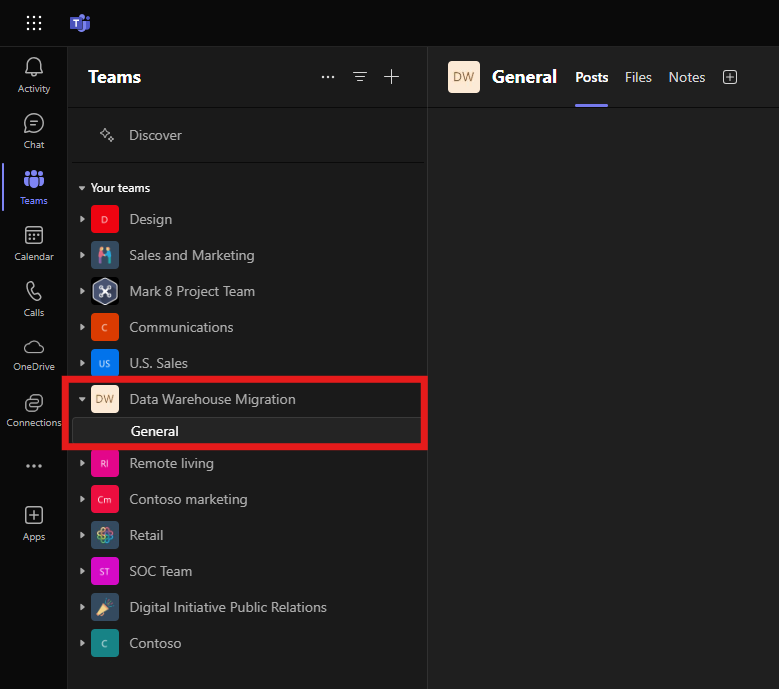 T
Activity
Chat
Teams
Calendar
Calls
OneDrive
Connections
Apps
Teams
Discover
Your teams
D Design
Sales and Marketing
Mark 8 Project Team
C Communications
US U.S. Sales
DW Data Warehouse Migration
General
Rl Remote living
Cm Contoso marketing
Retail
ST SOC Team
Digital Initiative Public Relations
C Contoso
DW General Posts Files Notes